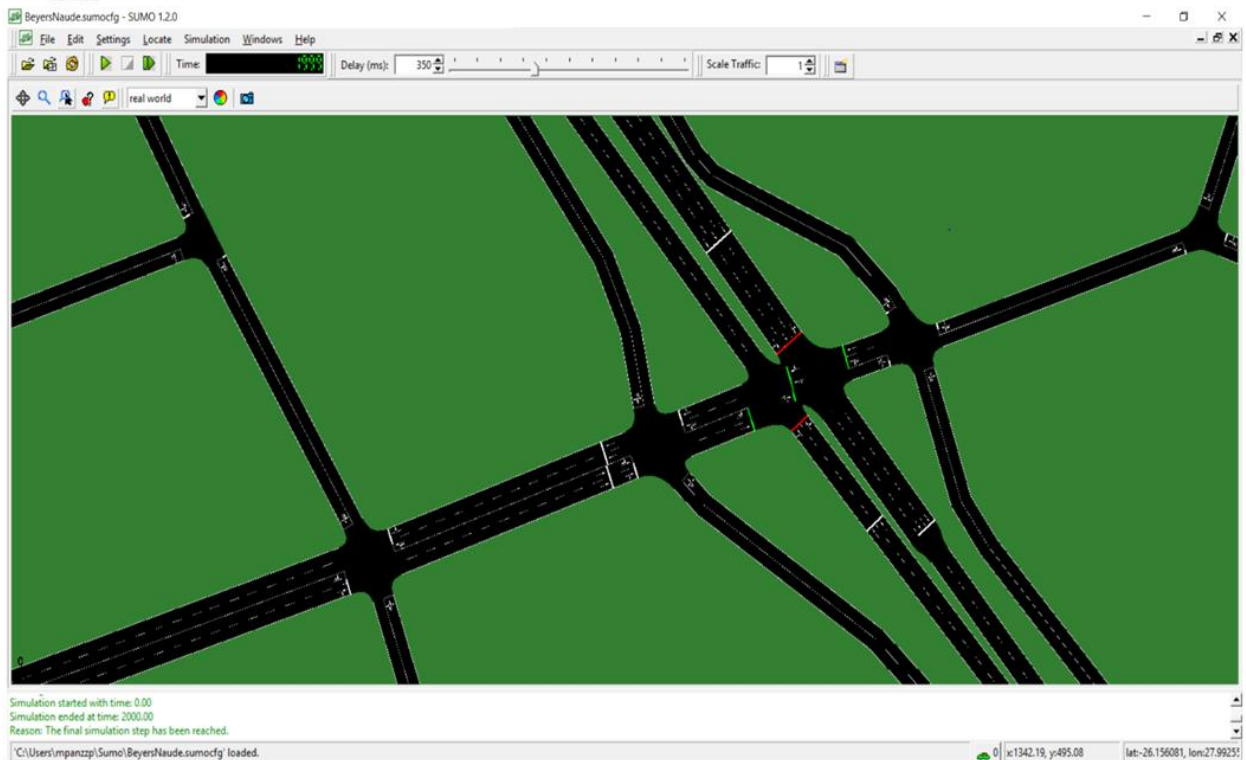 BeyersNaude.sumocfg - SUMO 1.2.0
File Edit Settings Locate Simulation Windows Help
Time: 1999 Delay (ms): 350 Scale Traffic: 1
real world
0
Simulation started with time: 0.00
Simulation ended at time: 2000.00
Reason: The final simulation step has been reached.
'C:\Users\mpanzzp\Sumo\BeyersNaude.sumocfg' loaded. 0 x:1342.19, y:495.08 lat:-26.156081, lon:27.9925